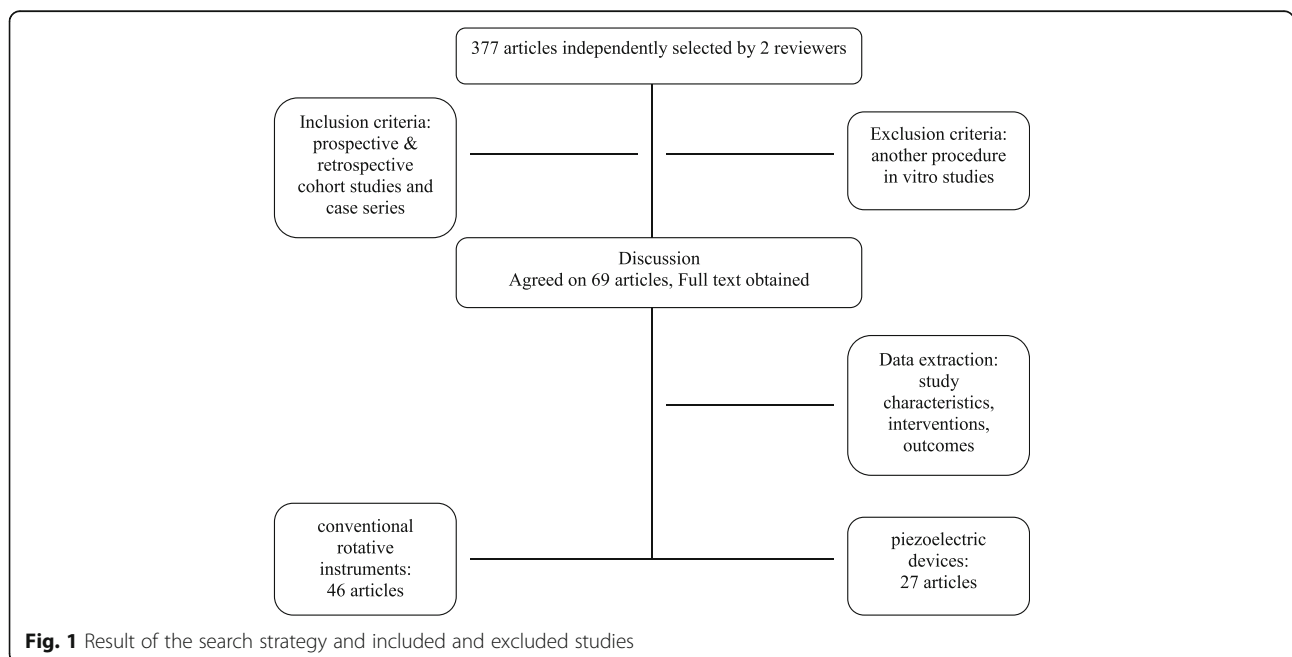 377 articles independently selected by 2 reviewers
Inclusion criteria:
prospective &
retrospective
cohort studies and
case series
Exclusion criteria:
another procedure
in vitro studies
Discussion
Agreed on 69 articles, Full text obtained
Data extraction:
study
characteristics,
interventions,
outcomes
conventional
rotative
instruments:
46 articles
piezoelectric
devices:
27 articles
Fig. 1 Result of the search strategy and included and excluded studies